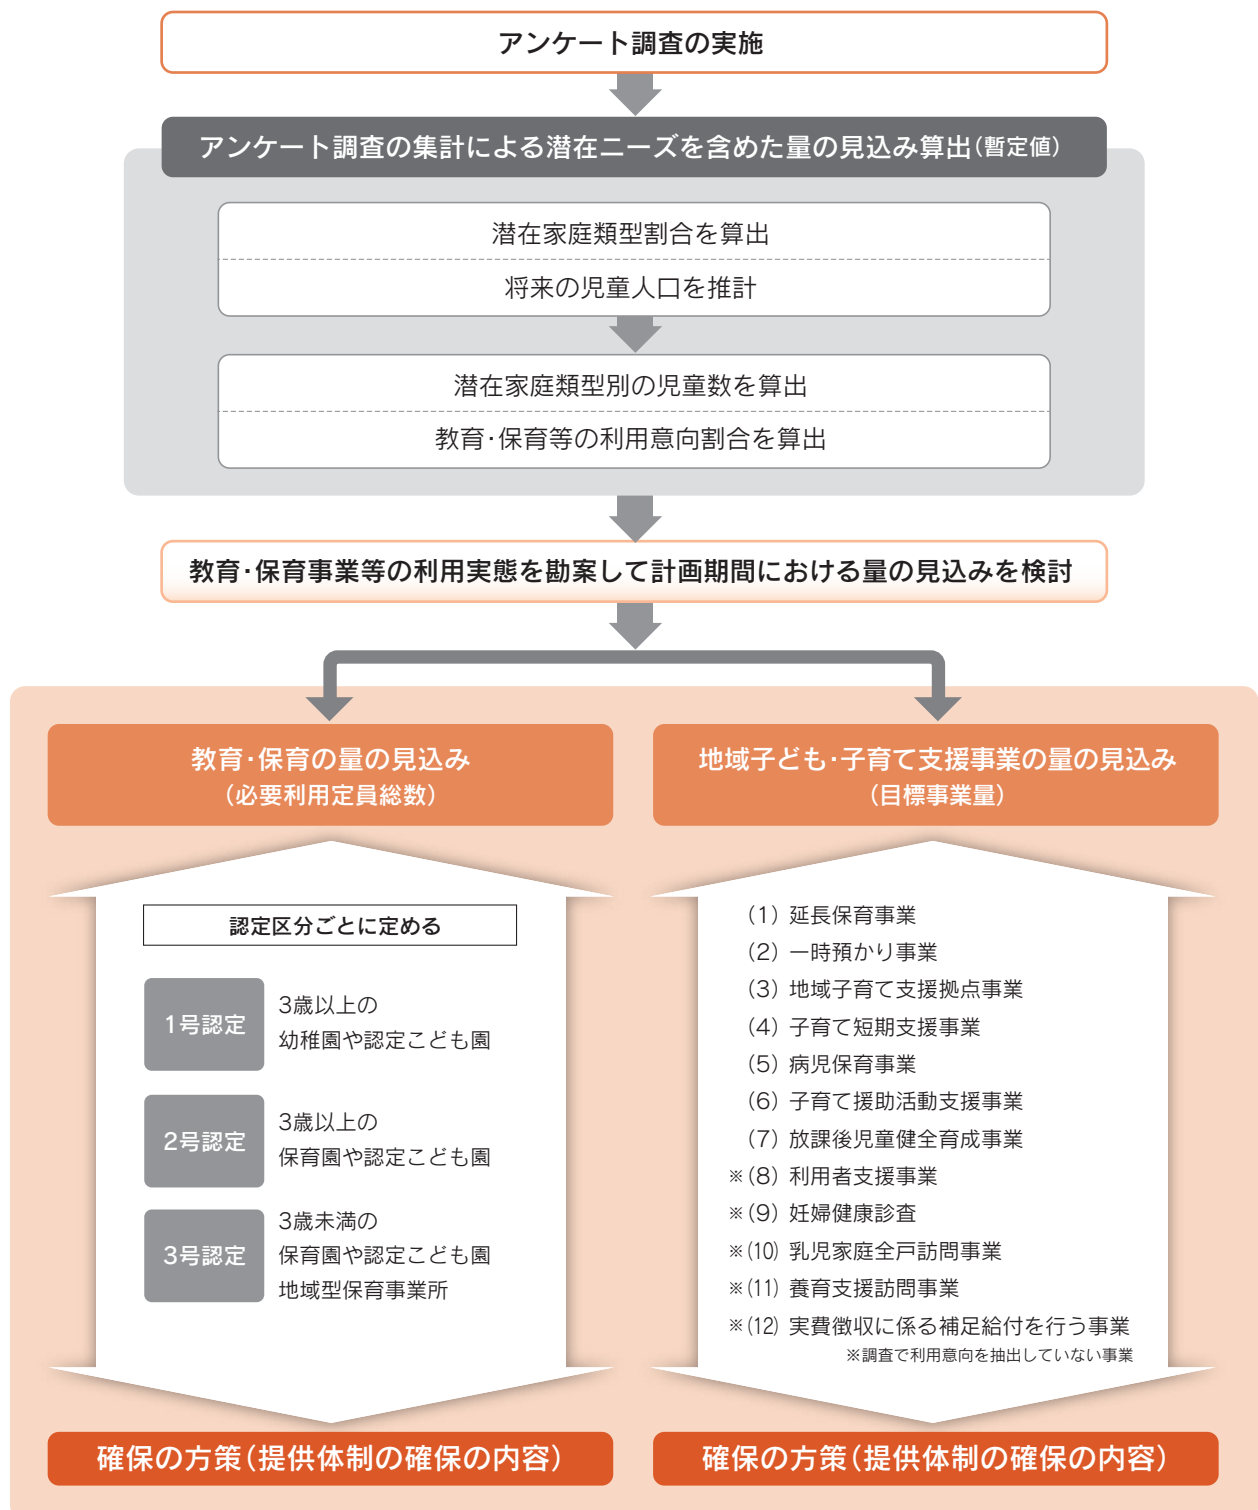 アンケート調査の実施
アンケート調査の集計による潜在ニーズを含めた量の見込み算出(暫定値)
潜在家庭類型割合を算出
将来の児童人口を推計
潜在家庭類型別の児童数を算出
教育・保育等の利用意向割合を算出
教育・保育事業等の利用実態を勘案して計画期間における量の見込みを検討
教育・保育の量の見込み
(必要利用定員総数)
認定区分ごとに定める
1号認定
3歳以上の
幼稚園や認定こども園
2号認定
3歳以上の
保育園や認定こども園
3号認定
3歳未満の
保育園や認定こども園
地域型保育事業所
確保の方策(提供体制の確保の内容)
地域子ども・子育て支援事業の量の見込み
(目標事業量)
(1) 延長保育事業
(2) 一時預かり事業
(3) 地域子育て支援拠点事業
(4) 子育て短期支援事業
(5) 病児保育事業
(6) 子育て援助活動支援事業
(7) 放課後児童健全育成事業
※(8) 利用者支援事業
※(9) 妊婦健康診査
※(10) 乳児家庭全戸訪問事業
※(11) 養育支援訪問事業
※(12) 実費徴収に係る補足給付を行う事業
※調査で利用意向を抽出していない事業
確保の方策(提供体制の確保の内容)